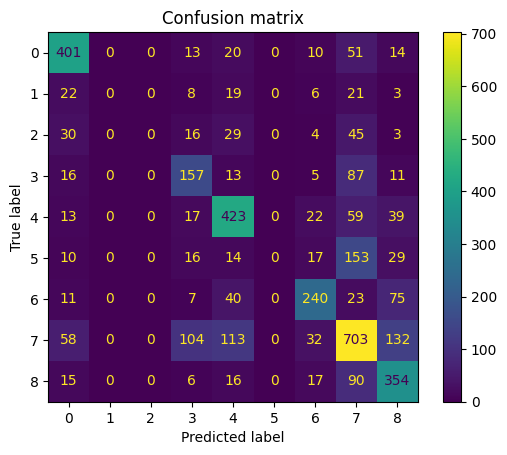 Confusion matrix
0 401 0 0 13 20 0 10 51 14
1 22 0 0 8 19 0 6 21 3
2 30 0 0 16 29 0 4 45 3
3 16 0 0 157 13 0 5 87 11
4 13 0 0 17 423 0 22 59 39
5 10 0 0 16 14 0 17 153 29
6 11 0 0 7 40 0 240 23 75
7 58 0 0 104 113 0 32 703 132
8 15 0 0 6 16 0 17 90 354
0 1 2 3 4 5 6 7 8
Predicted label
True label
700
600
500
400
300
200
100
0